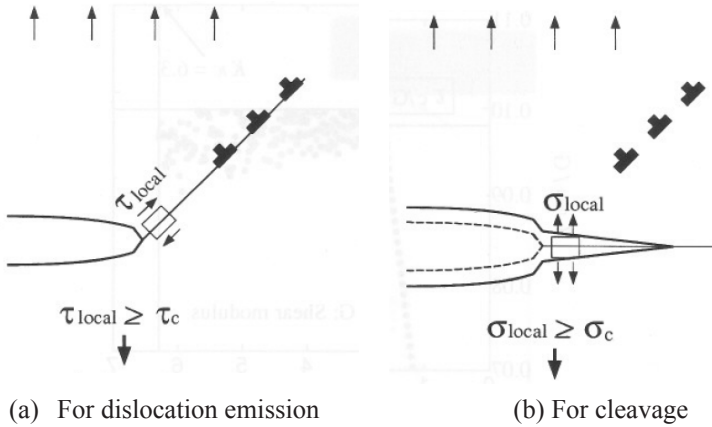 τlocal
τlocal ≥ τc
(a) For dislocation emission
σlocal
σlocal ≥ σc
(b) For cleavage